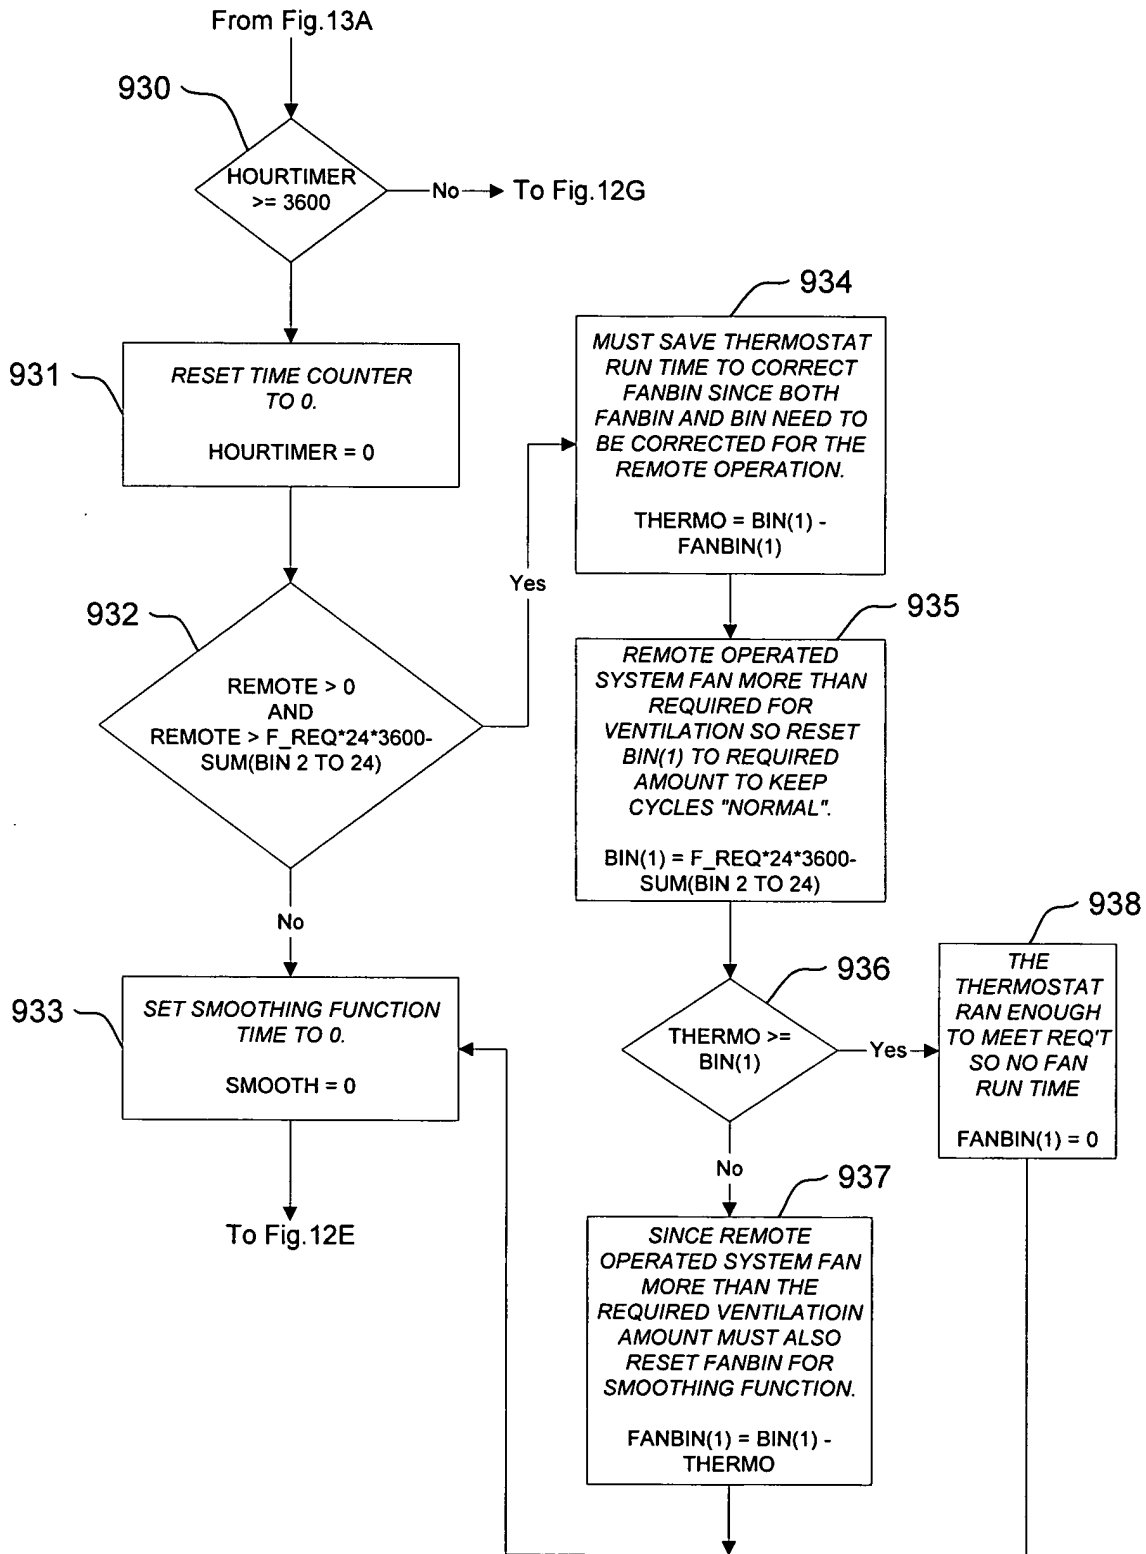 From Fig.13A
930
HOURTIMER
>= 3600
No
To Fig.12G
931
RESET TIME COUNTER
TO 0.
HOURTIMER = 0
932
REMOTE > 0
AND
REMOTE > F_REQ*24*3600-
SUM(BIN 2 TO 24)
Yes
No
933
SET SMOOTHING FUNCTION
TIME TO 0.
SMOOTH = 0
To Fig.12E
934
MUST SAVE THERMOSTAT
RUN TIME TO CORRECT
FANBIN SINCE BOTH
FANBIN AND BIN NEED TO
BE CORRECTED FOR THE
REMOTE OPERATION.
THERMO = BIN(1) -
FANBIN(1)
935
REMOTE OPERATED
SYSTEM FAN MORE THAN
REQUIRED FOR
VENTILATION SO RESET
BIN(1) TO REQUIRED
AMOUNT TO KEEP
CYCLES "NORMAL".
BIN(1) = F_REQ*24*3600-
SUM(BIN 2 TO 24)
936
THERMO >=
BIN(1)
Yes
No
938
THE
THERMOSTAT
RAN ENOUGH
TO MEET REQ'T
SO NO FAN
RUN TIME
FANBIN(1) = 0
937
SINCE REMOTE
OPERATED SYSTEM FAN
MORE THAN THE
REQUIRED VENTILATIOIN
AMOUNT MUST ALSO
RESET FANBIN FOR
SMOOTHING FUNCTION.
FANBIN(1) = BIN(1) -
THERMO